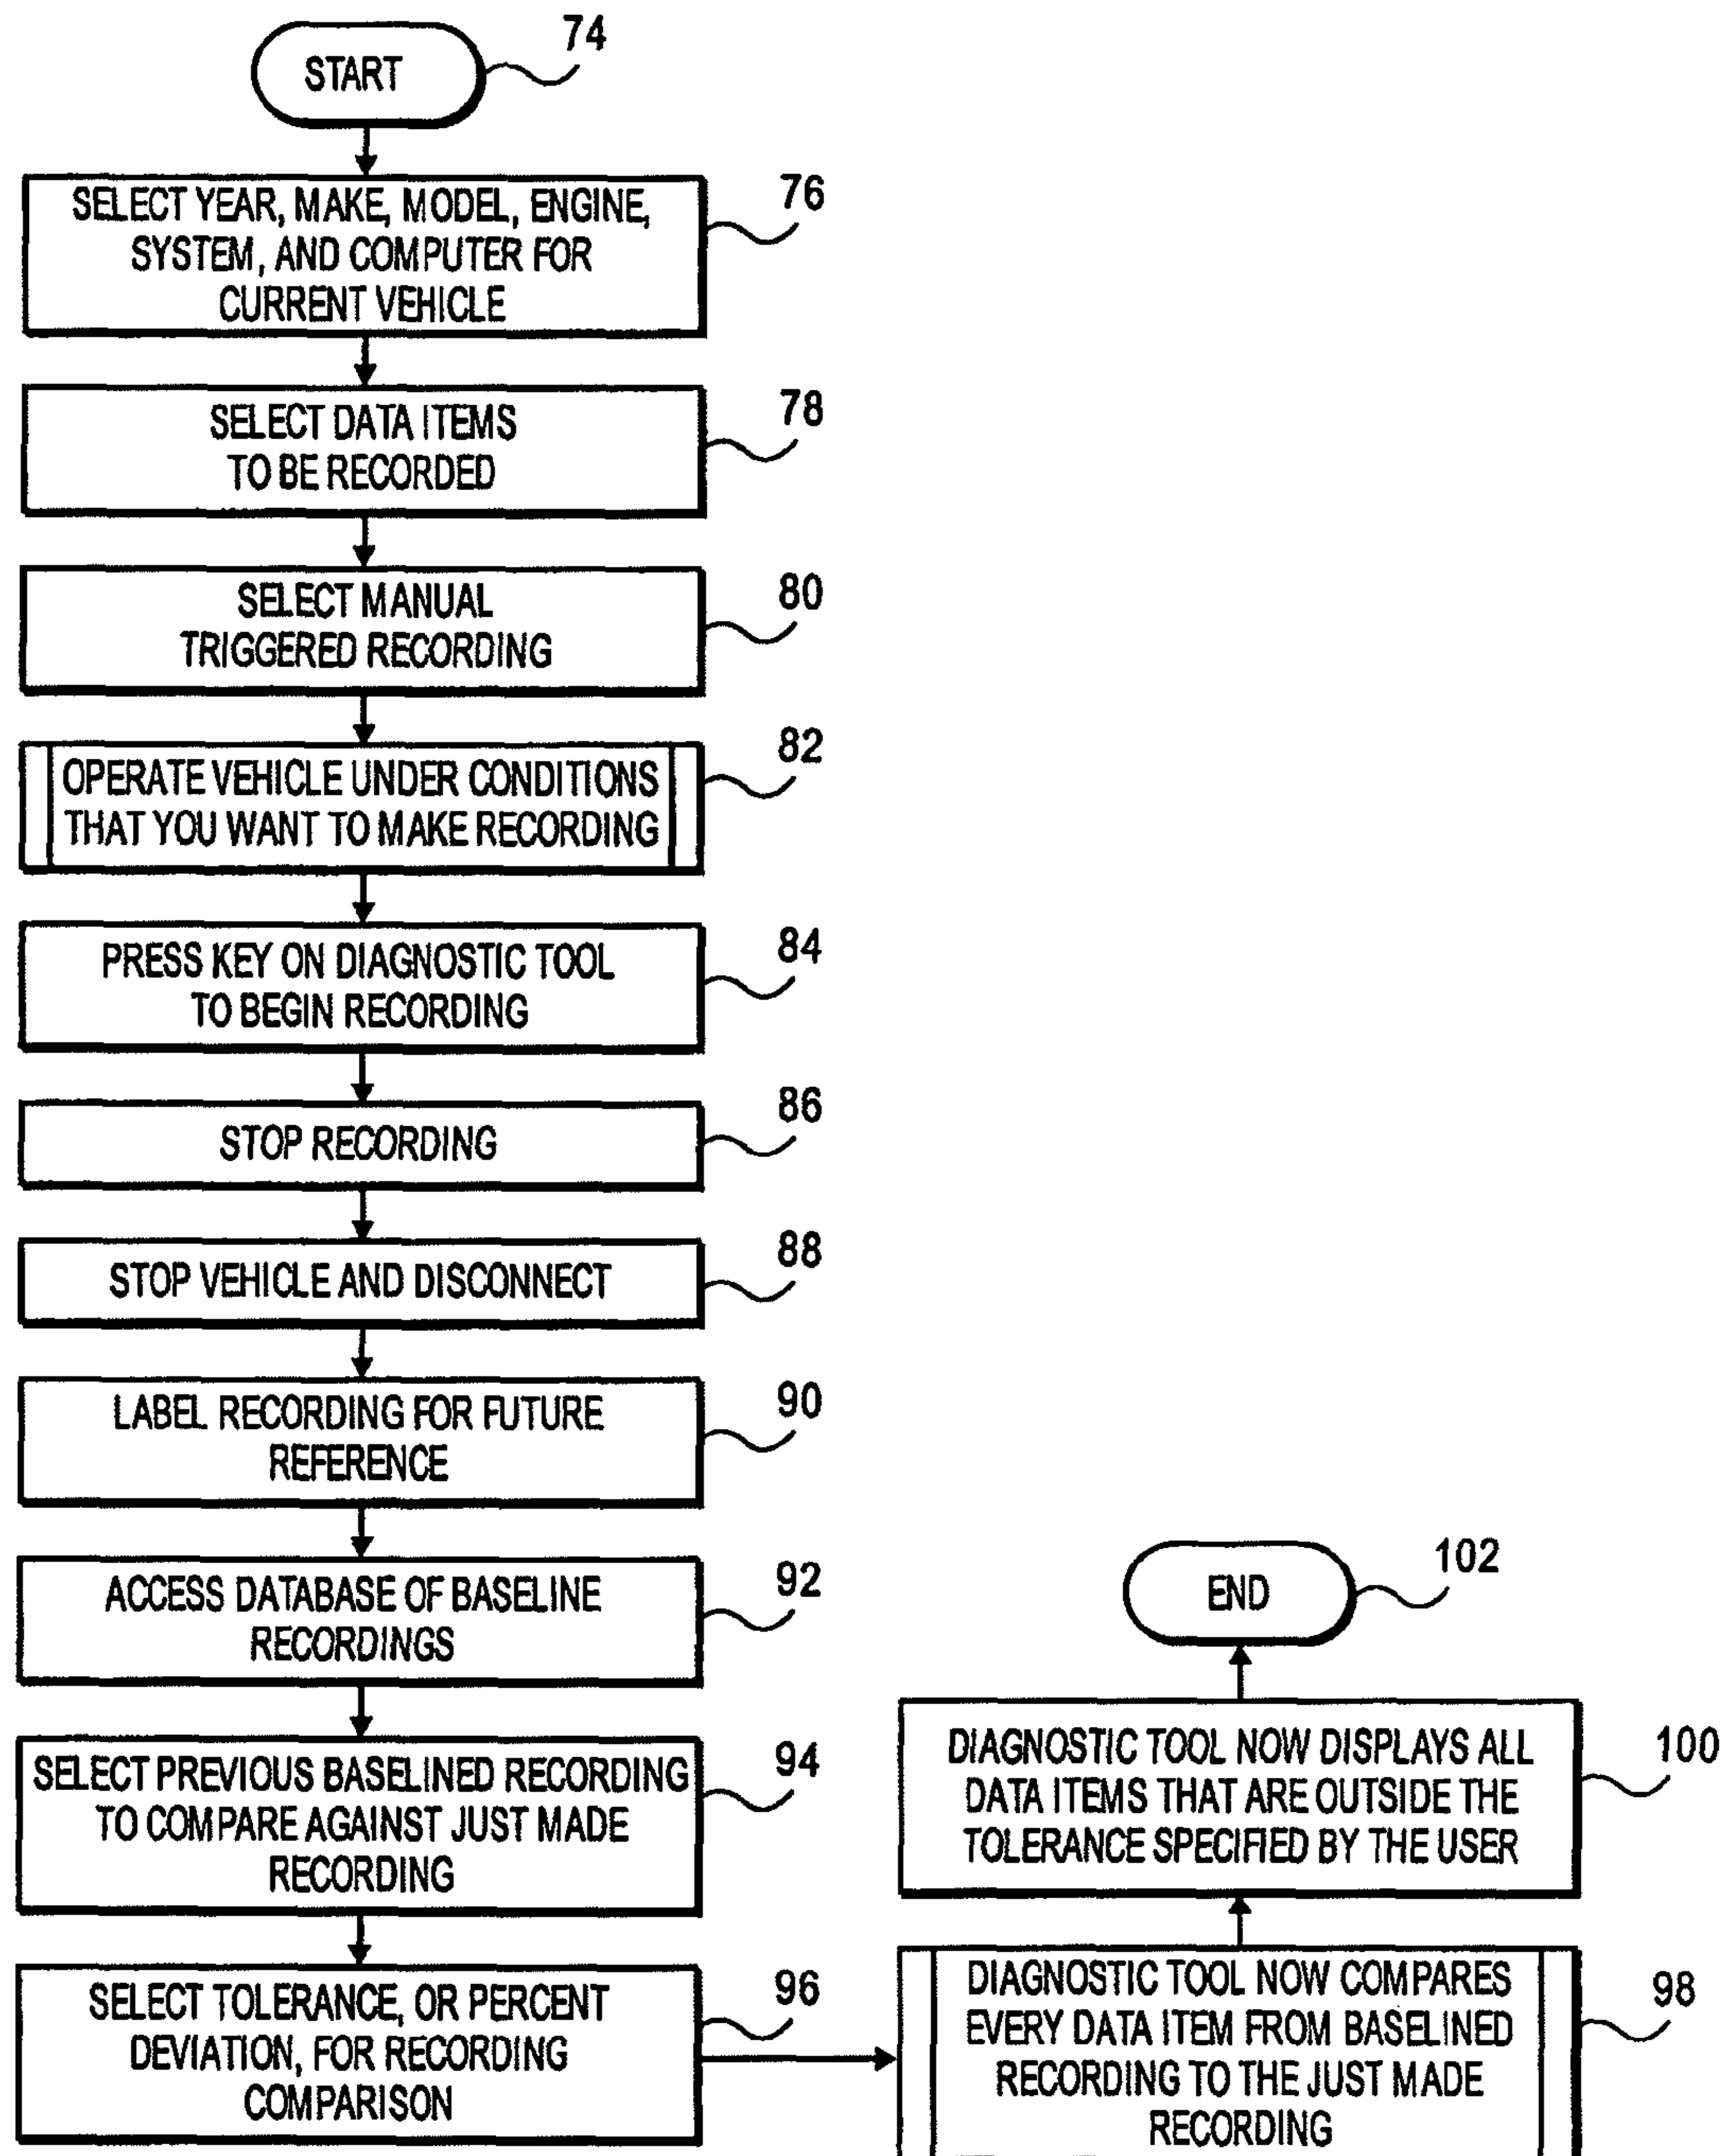 START
74
SELECT YEAR, MAKE, MODEL, ENGINE,
SYSTEM, AND COMPUTER FOR
CURRENT VEHICLE
76
SELECT DATA ITEMS
TO BE RECORDED
78
SELECT MANUAL
TRIGGERED RECORDING
80
OPERATE VEHICLE UNDER CONDITIONS
THAT YOU WANT TO MAKE RECORDING
82
PRESS KEY ON DIAGNOSTIC TOOL
TO BEGIN RECORDING
84
STOP RECORDING
86
STOP VEHICLE AND DISCONNECT
88
LABEL RECORDING FOR FUTURE
REFERENCE
90
ACCESS DATABASE OF BASELINE
RECORDINGS
92
SELECT PREVIOUS BASELINED RECORDING
TO COMPARE AGAINST JUST MADE
RECORDING
94
SELECT TOLERANCE, OR PERCENT
DEVIATION, FOR RECORDING
COMPARISON
96
DIAGNOSTIC TOOL NOW COMPARES
EVERY DATA ITEM FROM BASELINED
RECORDING TO THE JUST MADE
RECORDING
98
DIAGNOSTIC TOOL NOW DISPLAYS ALL
DATA ITEMS THAT ARE OUTSIDE THE
TOLERANCE SPECIFIED BY THE USER
100
END
102